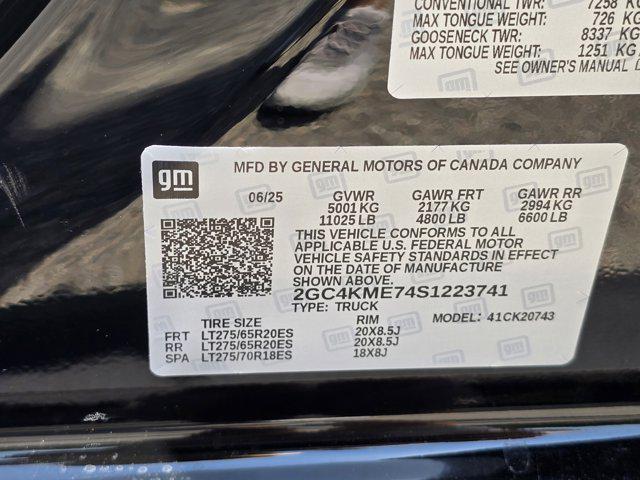 CONVENTIONAL TWR: 7258 KG
MAX TONGUE WEIGHT: 726 KG
GOOSENECK TWR: 8337 KG
MAX TONGUE WEIGHT: 1251 KG
SEE OWNER'S MANUAL
gm
MFD BY GENERAL MOTORS OF CANADA COMPANY
06/25 GVWR GAWR FRT GAWR RR
5001 KG 2177 KG 2994 KG
11025 LB 4800 LB 6600 LB
THIS VEHICLE CONFORMS TO ALL
APPLICABLE U.S. FEDERAL MOTOR
VEHICLE SAFETY STANDARDS IN EFFECT
ON THE DATE OF MANUFACTURE
SHOWN ABOVE.
2GC4KME74S1223741
TYPE: TRUCK MODEL: 41CK20743
TIRE SIZE RIM
FRT LT275/65R20ES 20X8.5J
RR LT275/65R20ES 20X8.5J
SPA LT275/70R18ES 18X8J